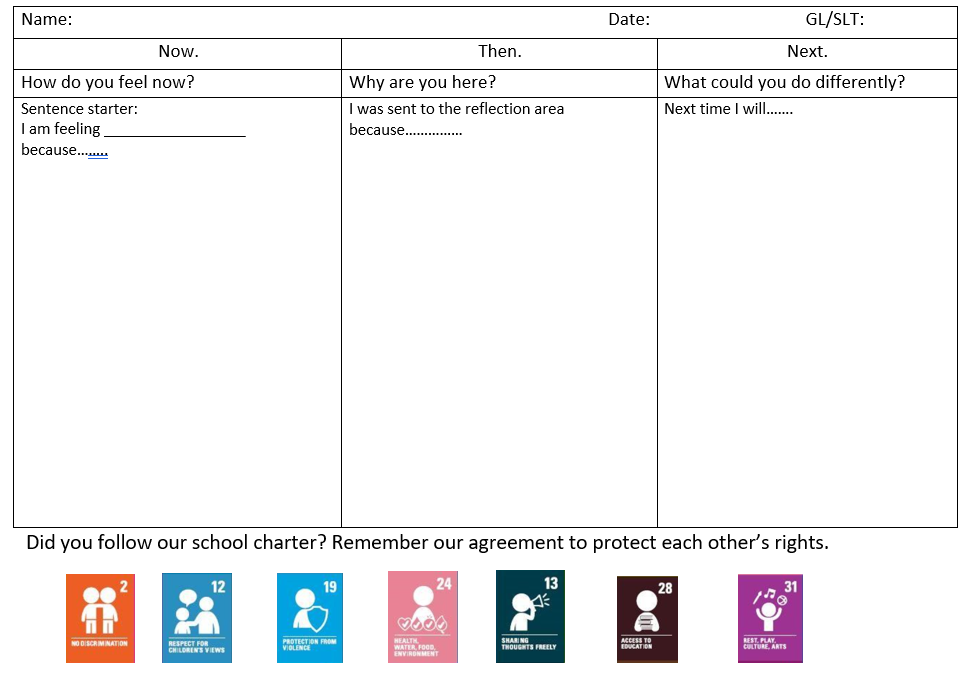 Name: Date: GL/SLT:
Now. Then. Next.
How do you feel now? Why are you here? What could you do differently?
Sentence starter:
I am feeling _________________
because……..
I was sent to the reflection area
because……………
Next time I will…….
Did you follow our school charter? Remember our agreement to protect each other’s rights.
2
NO DISCRIMINATION
12
RESPECT FOR
CHILDREN'S VIEWS
19
PROTECTION FROM
VIOLENCE
24
HEALTH,
WATER, FOOD,
ENVIRONMENT
13
SHARING
THOUGHTS FREELY
28
ACCESS TO
EDUCATION
31
REST, PLAY,
CULTURE, ARTS